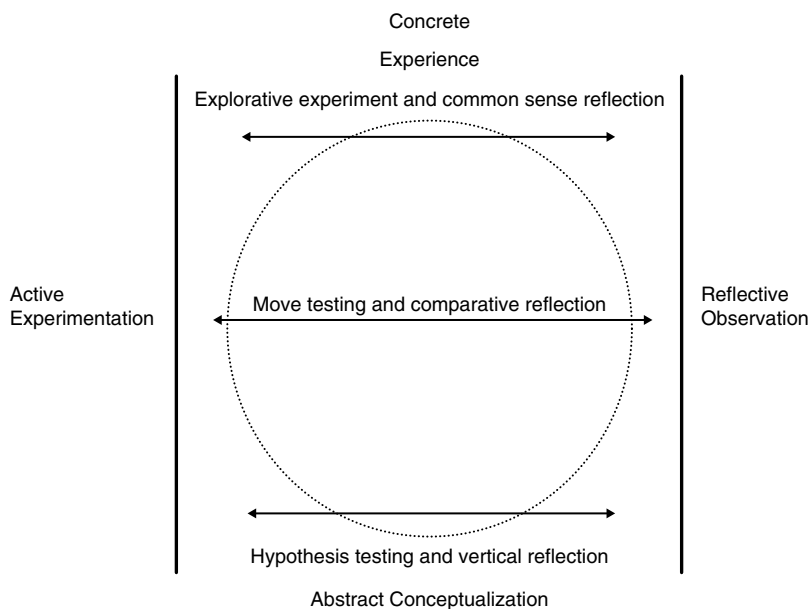 Concrete
Experience
Explorative experiment and common sense reflection
Active
Experimentation
Move testing and comparative reflection
Reflective
Observation
Hypothesis testing and vertical reflection
Abstract Conceptualization